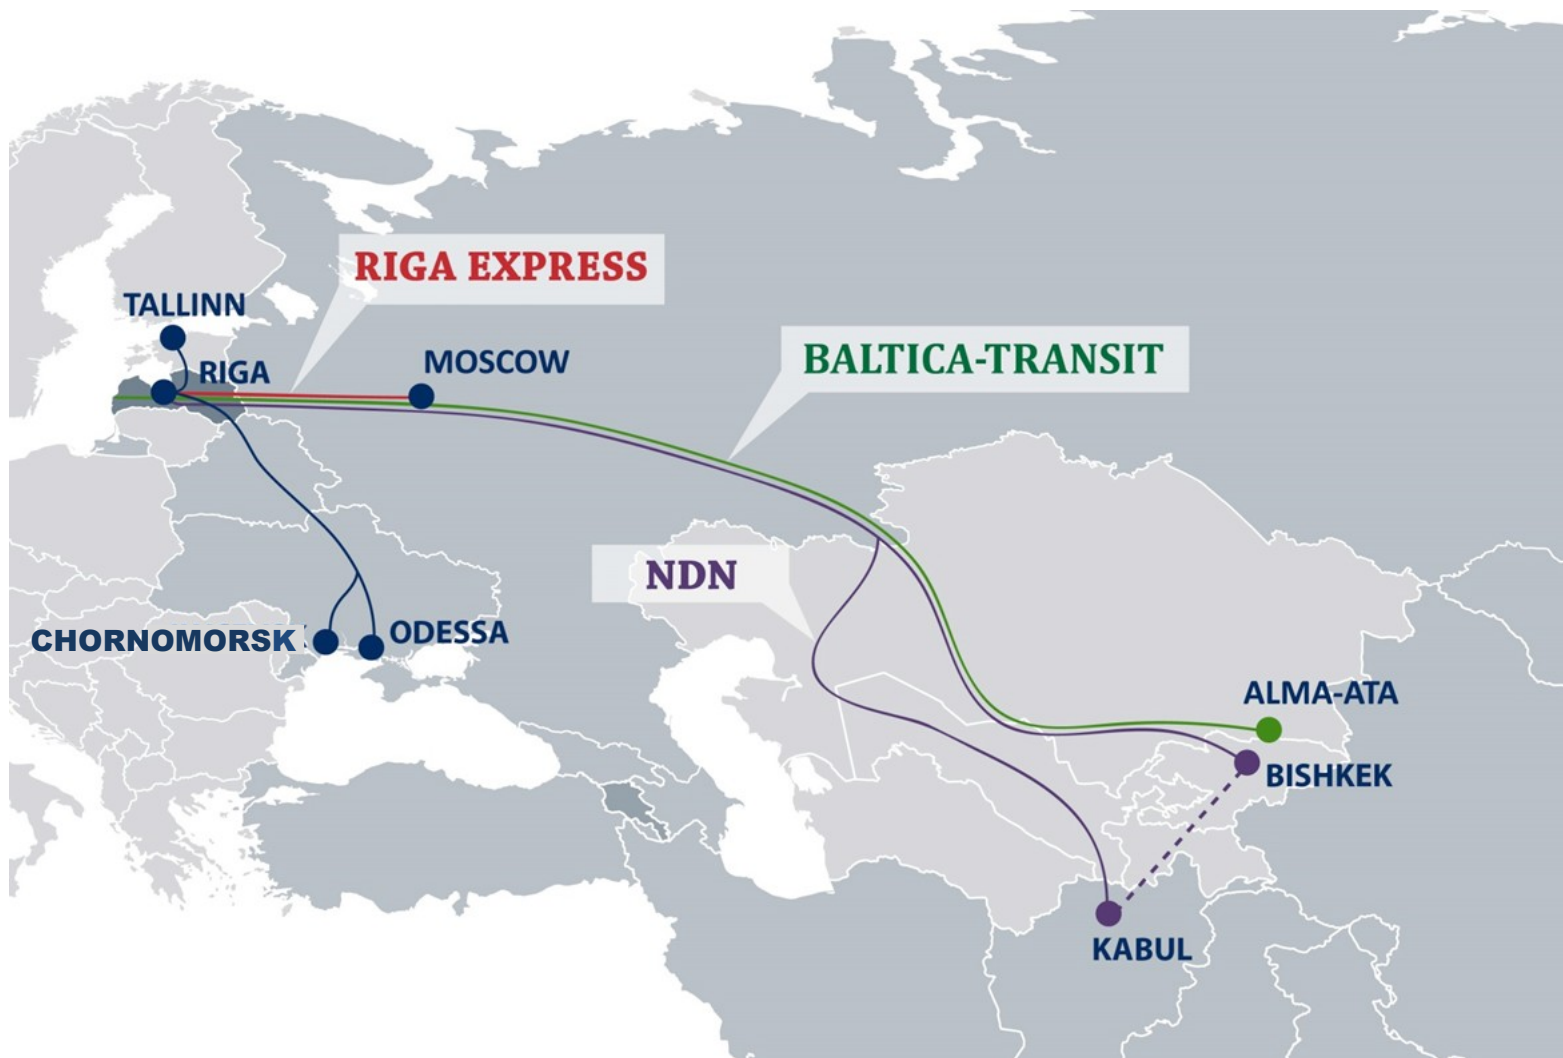 RIGA EXPRESS
TALLINN
RIGA
MOSCOW
BALTICA-TRANSIT
NDN
CHORNOMORSK
ODESSA
ALMA-ATA
BISHKEK
KABUL